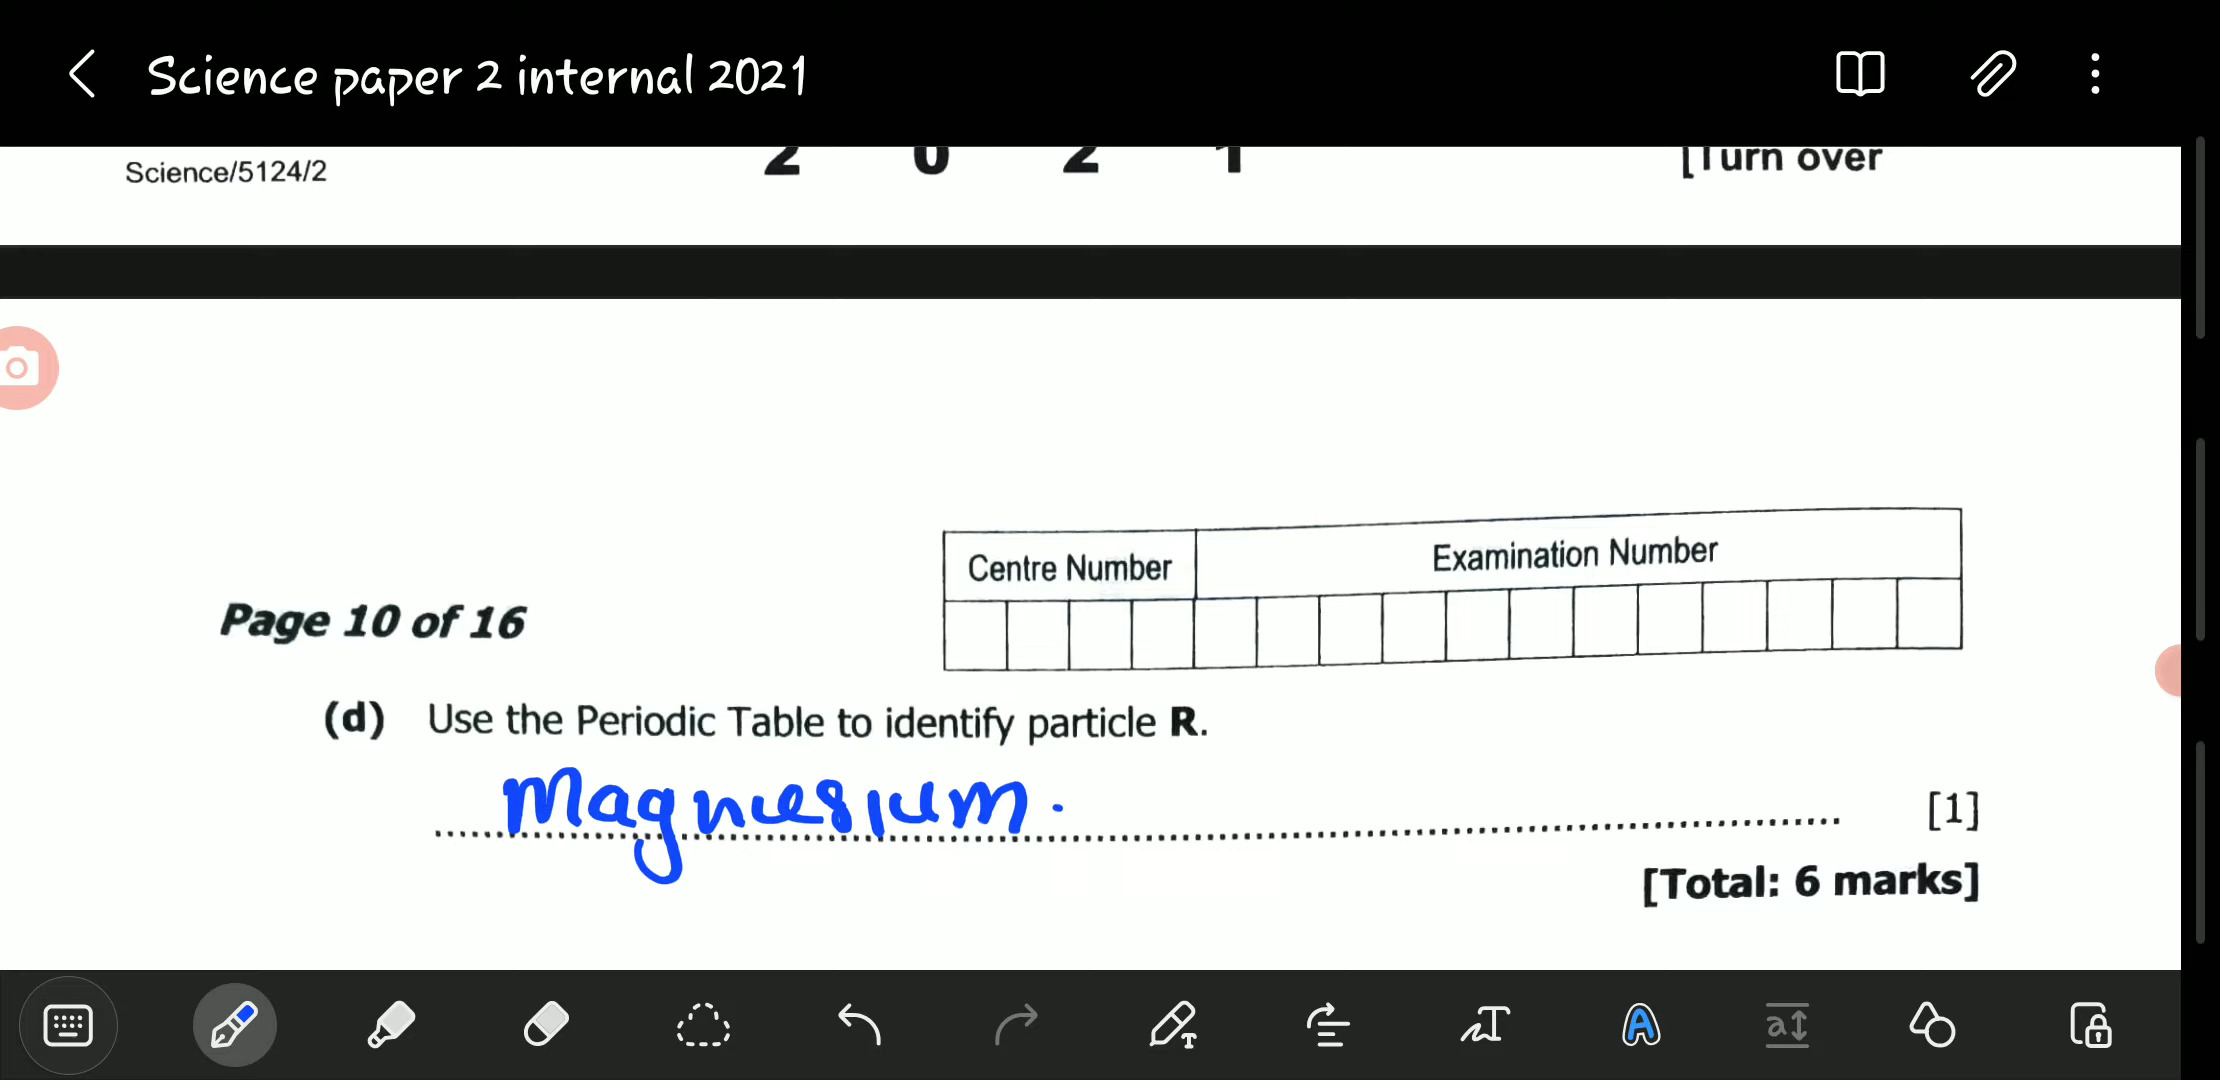 Science paper 2 internal 2021
Science/5124/2
2 0 2 1
[Turn over
Centre Number
Examination Number
Page 10 of 16
(d) Use the Periodic Table to identify particle R.
Magnesium.
[1]
[Total: 6 marks]